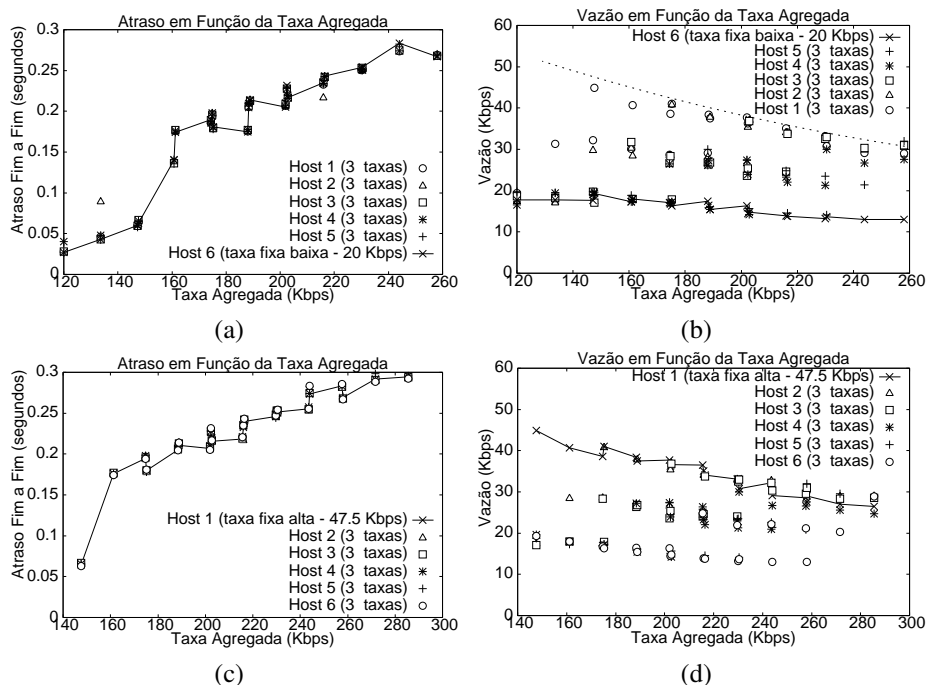 Atraso em Função da Taxa Agregada
Atraso Fim a Fim (segundos)
0.3
0.25
0.2
0.15
0.1
0.05
0
Host 1 (3 taxas)
Host 2 (3 taxas)
Host 3 (3 taxas)
Host 4 (3 taxas)
Host 5 (3 taxas)
Host 6 (taxa fixa baixa - 20 Kbps)
120 140 160 180 200 220 240 260
Taxa Agregada (Kbps)
(a)
Vazão em Função da Taxa Agregada
Vazão (Kbps)
60
50
40
30
20
10
0
Host 6 (taxa fixa baixa - 20 Kbps)
Host 5 (3 taxas)
Host 4 (3 taxas)
Host 3 (3 taxas)
Host 2 (3 taxas)
Host 1 (3 taxas)
120 140 160 180 200 220 240 260
Taxa Agregada (Kbps)
(b)
Atraso em Função da Taxa Agregada
Atraso Fim a Fim (segundos)
0.3
0.25
0.2
0.15
0.1
0.05
0
Host 1 (taxa fixa alta - 47.5 Kbps)
Host 2 (3 taxas)
Host 3 (3 taxas)
Host 4 (3 taxas)
Host 5 (3 taxas)
Host 6 (3 taxas)
140 160 180 200 220 240 260 280 300
Taxa Agregada (Kbps)
(c)
Vazão em Função da Taxa Agregada
Vazão (Kbps)
60
50
40
30
20
10
0
Host 1 (taxa fixa alta - 47.5 Kbps)
Host 2 (3 taxas)
Host 3 (3 taxas)
Host 4 (3 taxas)
Host 5 (3 taxas)
Host 6 (3 taxas)
140 160 180 200 220 240 260 280 300
Taxa Agregada (Kbps)
(d)